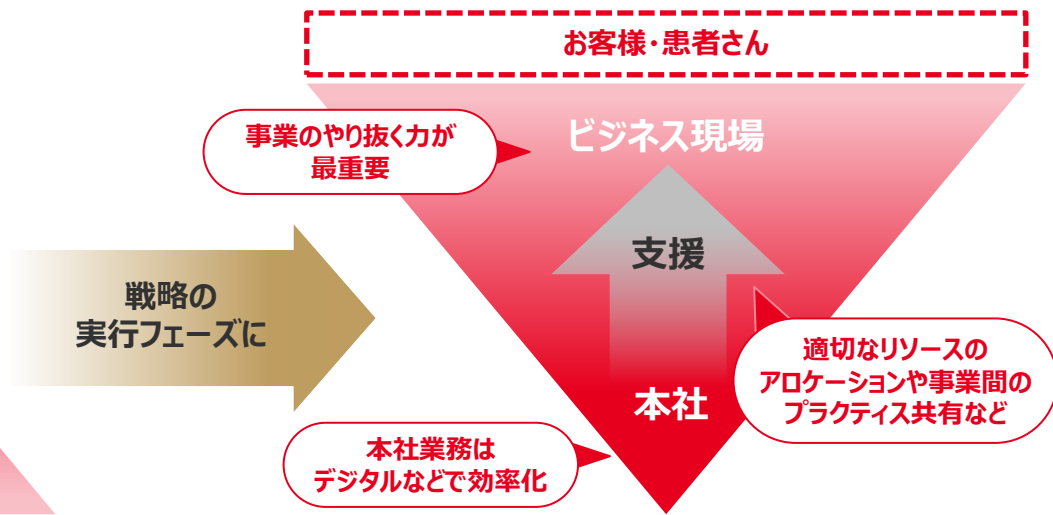 お客様・患者さん
ビジネス現場
事業のやり抜く力が
最重要
支援
戦略の
実行フェーズに
適切なリソースの
アロケーションや事業間の
プラクティス共有など
本社
本社業務は
デジタルなどで効率化